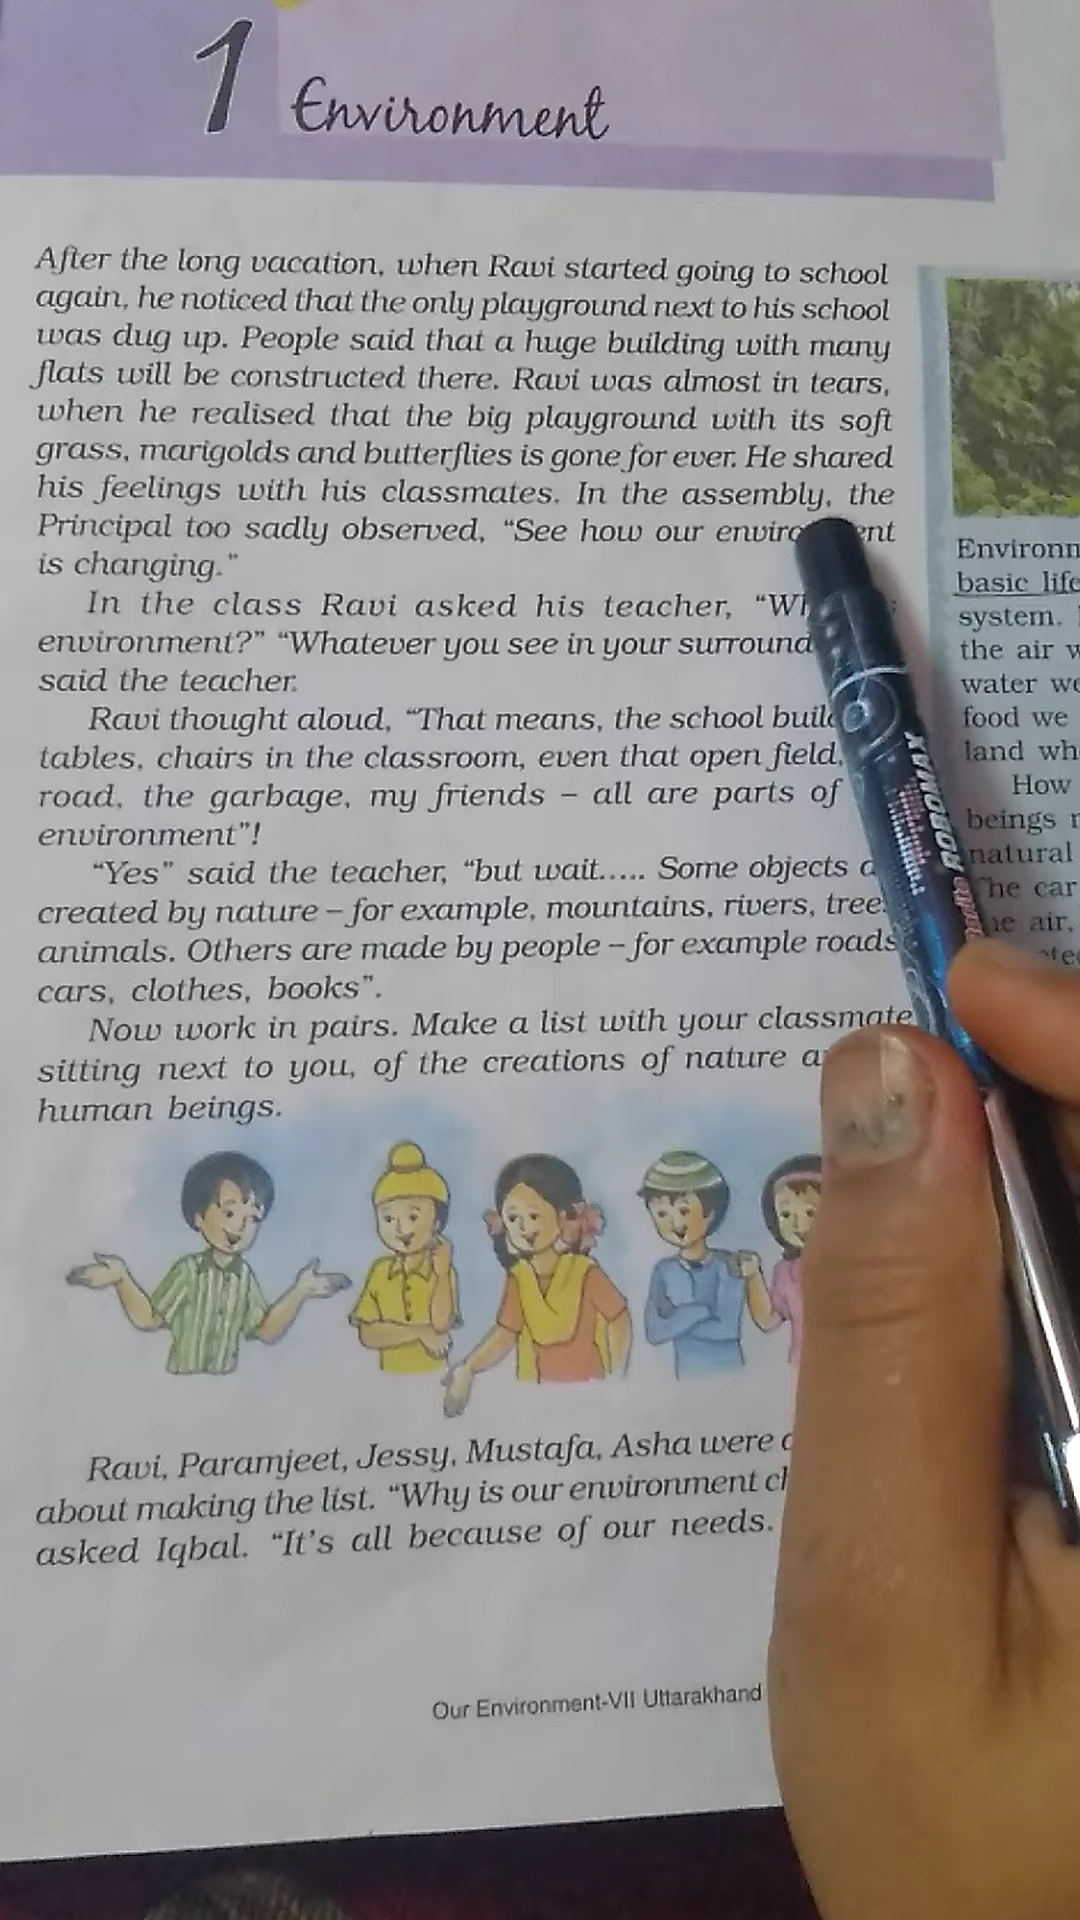 1 Environment
After the long vacation, when Ravi started going to school
again, he noticed that the only playground next to his school
was dug up. People said that a huge building with many
flats will be constructed there. Ravi was almost in tears,
when he realised that the big playground with its soft
grass, marigolds and butterflies is gone for ever. He shared
his feelings with his classmates. In the assembly, the
Principal too sadly observed, “See how our
is changing.”
In the class Ravi asked his teacher,
environment?” “Whatever you see in your
said the teacher.
Ravi thought aloud, “That means, the school
tables, chairs in the classroom, even that open field,
road, the garbage, my friends – all are parts of
environment”!
“Yes” said the teacher, “but wait..... Some objects
created by nature – for example, mountains, rivers,
animals. Others are made by people – for example roads
cars, clothes, books”.
Now work in pairs. Make a list with your classmate
sitting next to you, of the creations of nature
human beings.
Ravi, Paramjeet, Jessy, Mustafa, Asha were
about making the list. “Why is our environment
asked Iqbal. “It’s all because of our needs.
Our Environment-VII Uttarakhand
basic life
system.
the air
water
food we
land
How
beings
natural
car
air,
ROBOMAX